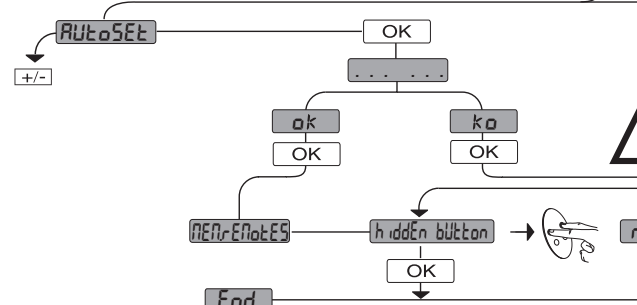 AUtoSEt
OK
+/-
. . . . . .
ok
ko
OK
OK
MEM,rEMotES
hiddEn bUtton
OK
End